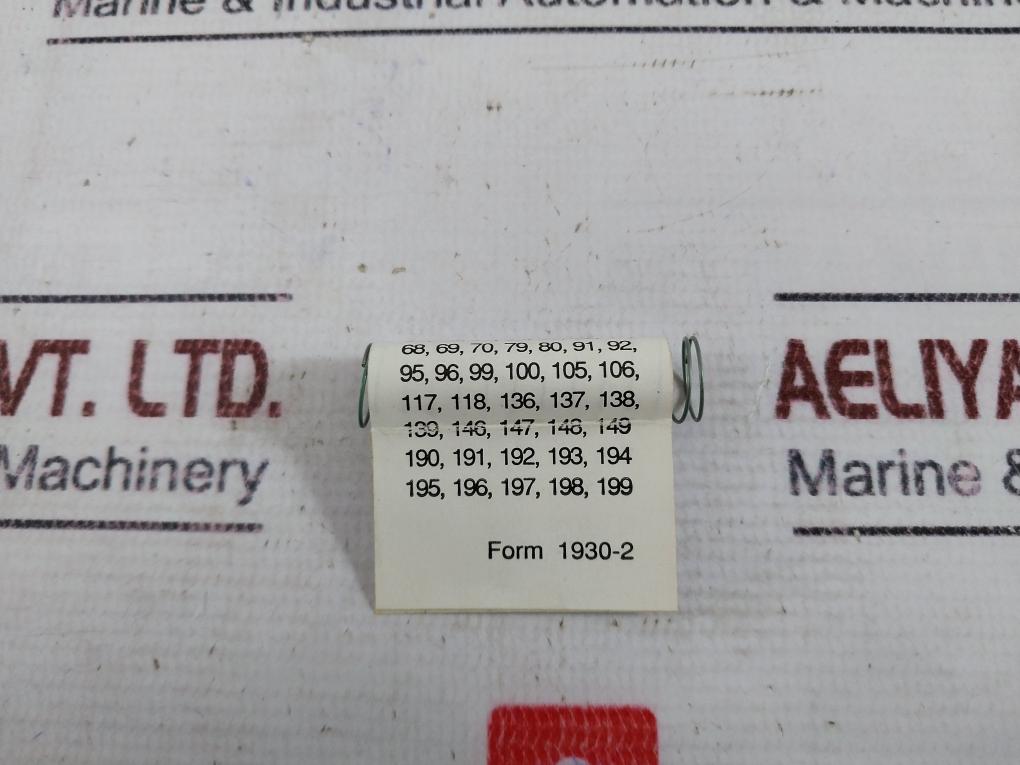 Marine & Industrial Automation & Machin
VT. LTD.
AELIYA
Machinery
Marine &
68, 69, 70, 79, 80, 91, 92,
95, 96, 99, 100, 105, 106,
117, 118, 136, 137, 138,
139, 146, 147, 148, 149
190, 191, 192, 193, 194
195, 196, 197, 198, 199
Form 1930-2